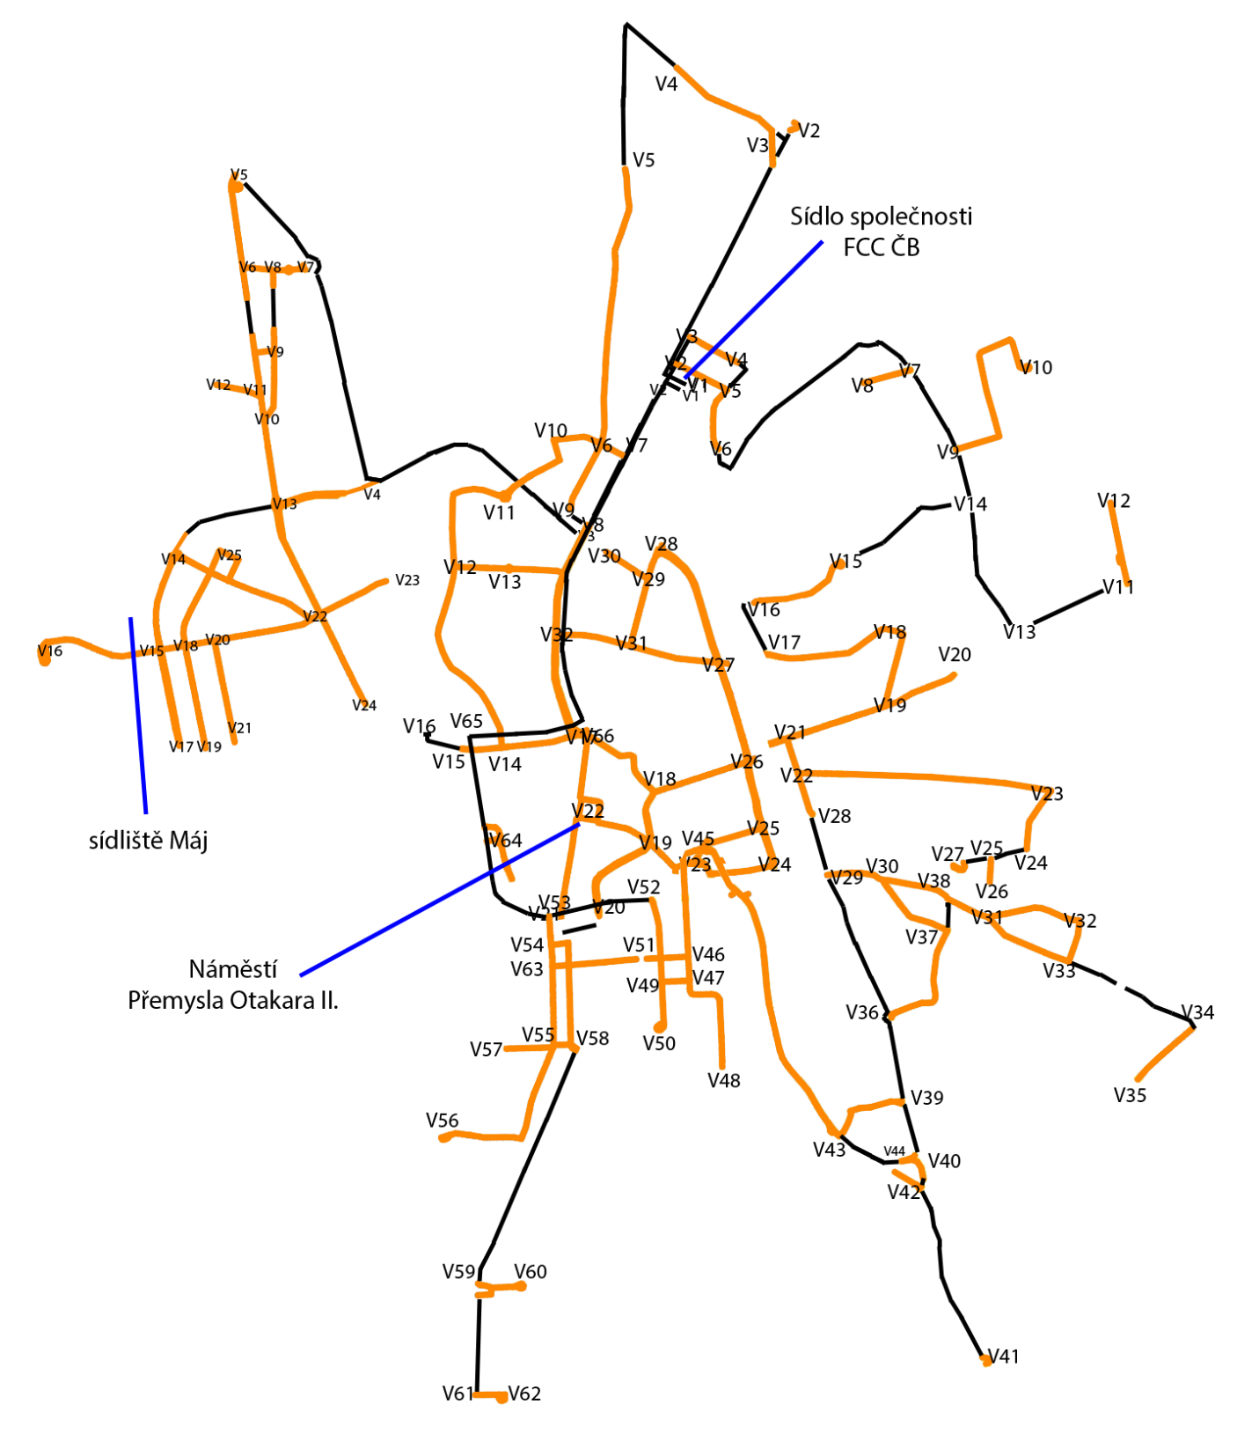 V4
V2
V3
V5
V5
Sídlo společnosti
FCC ČB
V6
V8
V7
V3
V2
V4
V1
V2
V1
V5
V7
V8
V10
V9
V12
V11
V10
V10
V6
V7
V6
V9
V4
V13
V11
V9
V8
V3
V14
V12
V14
V25
V12
V13
V30
V28
V29
V15
V11
V23
V22
V16
V13
V16
V15
V18
V20
V32
V31
V27
V17
V18
V20
V24
V19
V17
V19
V21
V16
V65
V17
V66
V21
V15
V14
V18
V26
V22
V23
V22
V28
sídliště Máj
V64
V19
V45
V25
V23
V24
V27
V25
V24
V29
V30
V38
V26
V52
V53
V21
V20
V31
V32
V37
V54
V51
V46
V63
V49
V47
V33
Náměstí
Přemysla Otakara II.
V36
V34
V57
V55
V58
V50
V48
V35
V39
V56
V43
V44
V40
V42
V59
V60
V41
V61
V62